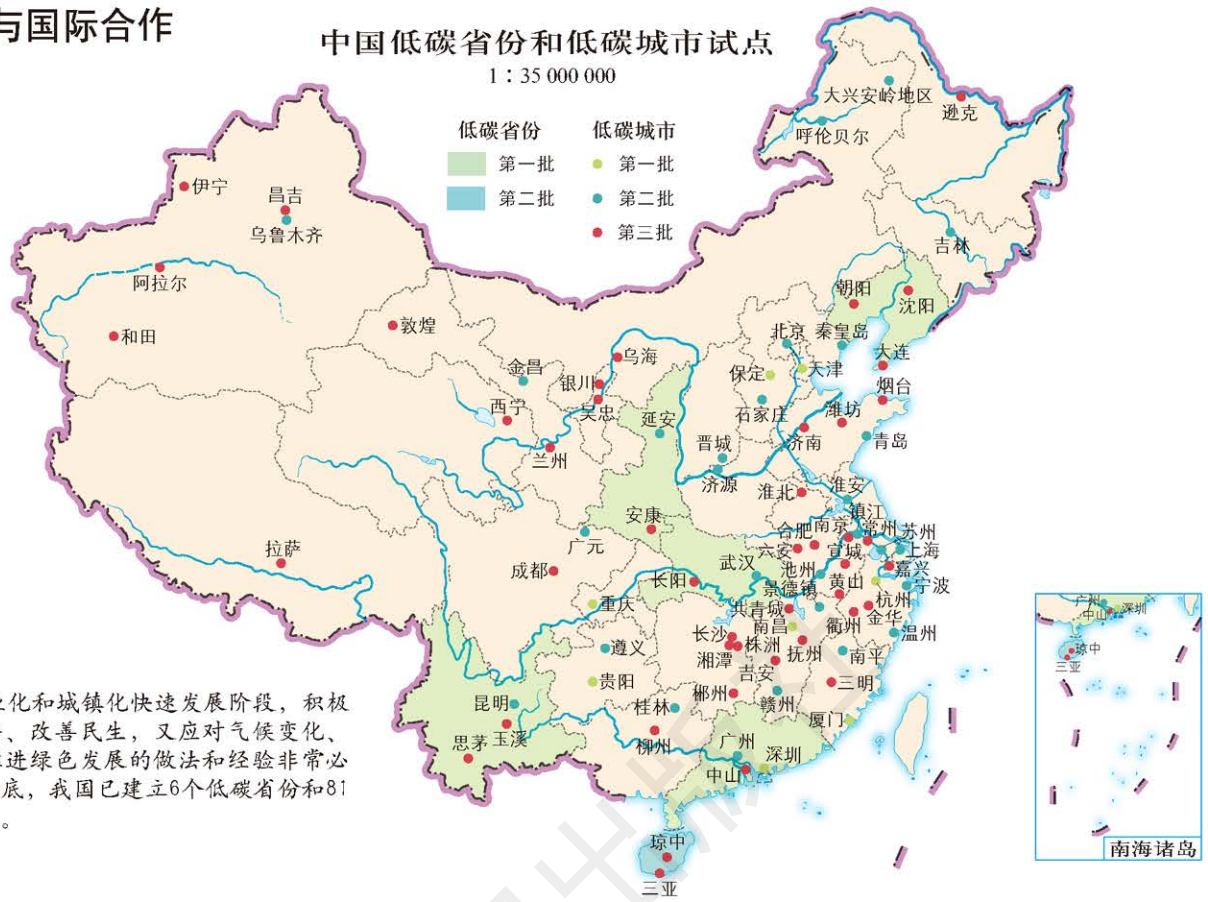 与国际合作
中国低碳省份和低碳城市试点
1：35 000 000
低碳省份 低碳城市
第一批 第一批
第二批 第二批
第三批
大兴安岭地区
逊克
呼伦贝尔
伊宁
昌吉
乌鲁木齐
吉林
阿拉尔
朝阳
沈阳
和田
敦煌
北京
秦皇岛
大连
乌海
金昌
银川
保定
天津
烟台
西宁
吴忠
延安
石家庄
潍坊
济南
青岛
兰州
晋城
济源
淮北
淮安
安康
镇江
广元
合肥
南京
常州
苏州
六安
宣城
上海
拉萨
成都
长阳
武汉
池州
黄山
嘉兴
宁波
景德镇
重庆
共青城
杭州
金华
南昌
衢州
温州
长沙
株洲
抚州
遵义
湘潭
南平
吉安
贵阳
郴州
赣州
三明
昆明
桂林
厦门
玉溪
柳州
广州
深圳
思茅
中山
琼中
三亚
广州
深圳
中山
琼中
三亚
南海诸岛
化和城镇化快速发展阶段，积极
、改善民生，又应对气候变化、
进绿色发展的做法和经验非常必
底，我国已建立6个低碳省份和81
。